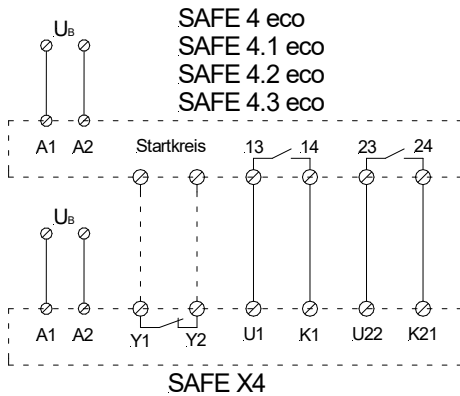 SAFE 4 eco
SAFE 4.1 eco
SAFE 4.2 eco
SAFE 4.3 eco
UB
A1 A2 Startkreis 13 14 23 24
UB
A1 A2 Y1 Y2 U1 K1 U22 K21
SAFE X4